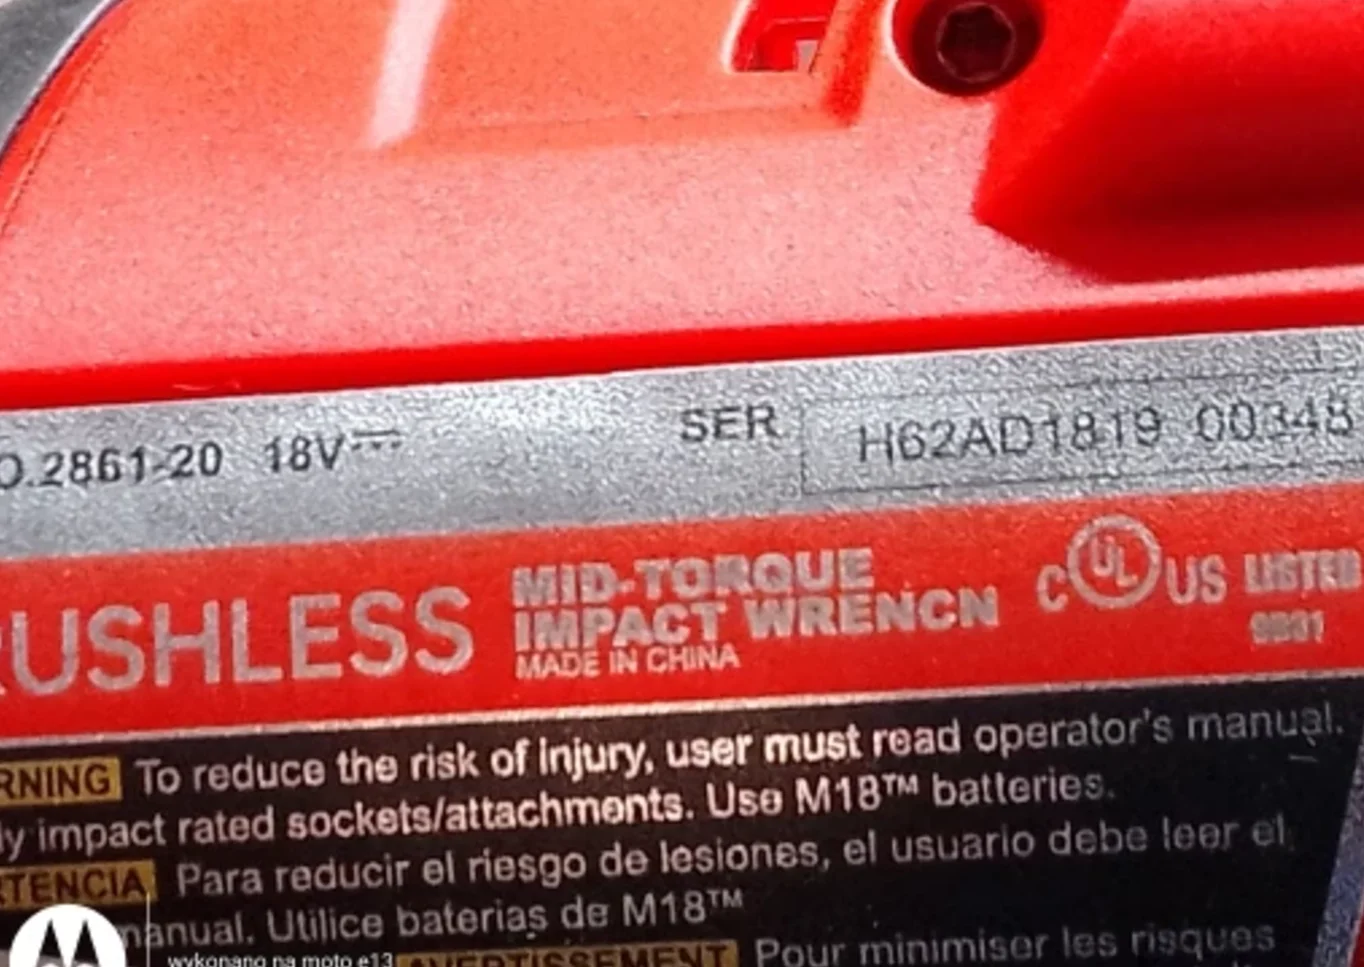 O.2861-20 18V SER H62AD1819 00348
RUSHLESS MID-TORQUE
IMPACT WRENCH
MADE IN CHINA
C UL US LISTED
RNING To reduce the risk of injury, user must read operator's manual.
ly impact rated sockets/attachments. Use M18™ batteries.
RTENCIA Para reducir el riesgo de lesiones, el usuario debe leer el
manual. Utilice baterias de M18™
AVERTISSEMENT Pour minimiser les risques
wykonano na moto e13